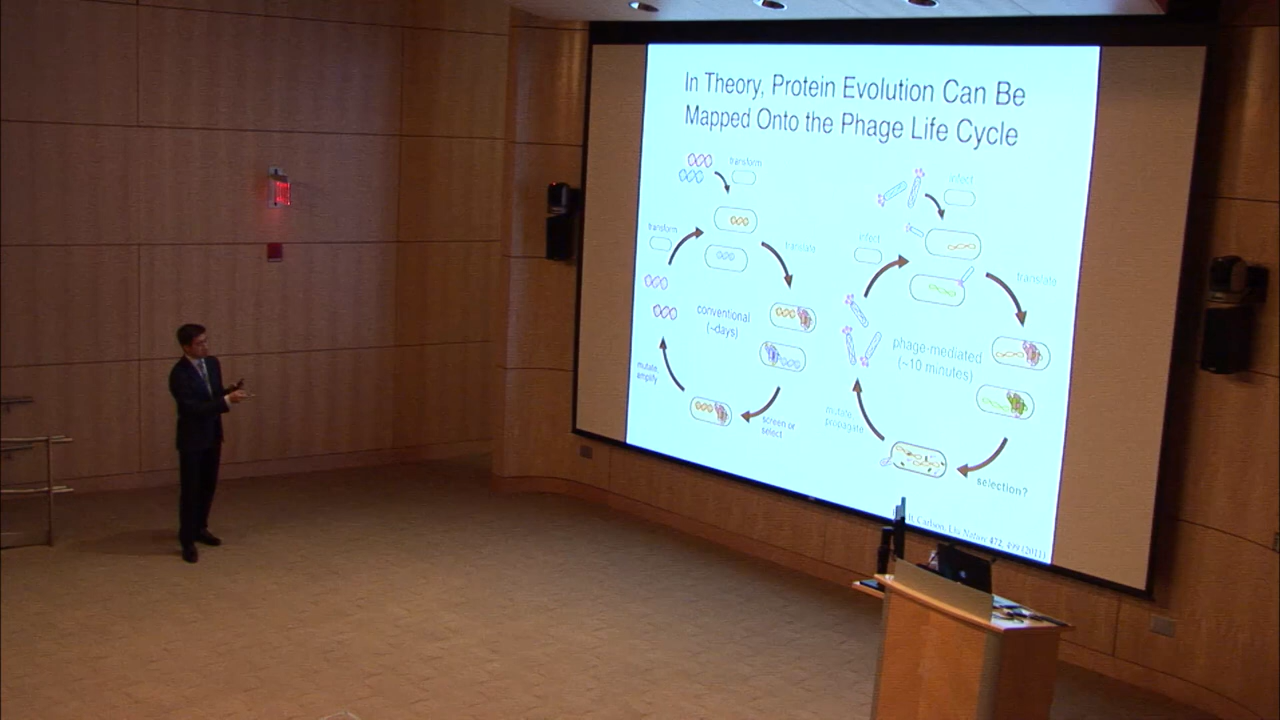 In Theory, Protein Evolution Can Be
Mapped Onto the Phage Life Cycle
transform
transform
translate
conventional
(~days)
mutate
amplify
screen or
select
infect
infect
translate
phage-mediated
(~10 minutes)
mutate
propagate
selection?
Carlson, Liu Nature 472, 499 (2011)